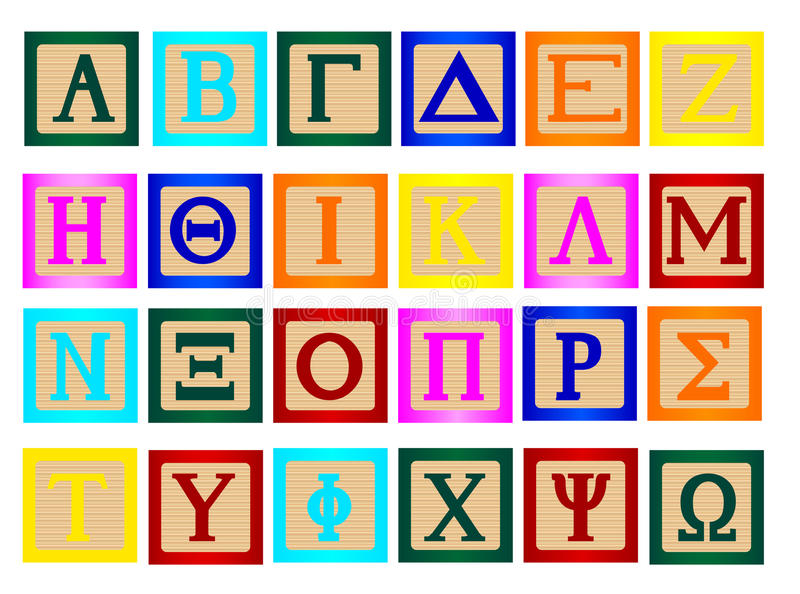 Α Β Γ Δ Ε Ζ
Η Θ Ι Κ Λ Μ
Ν Ξ Ο Π Ρ Σ
Τ Υ Φ Χ Ψ Ω